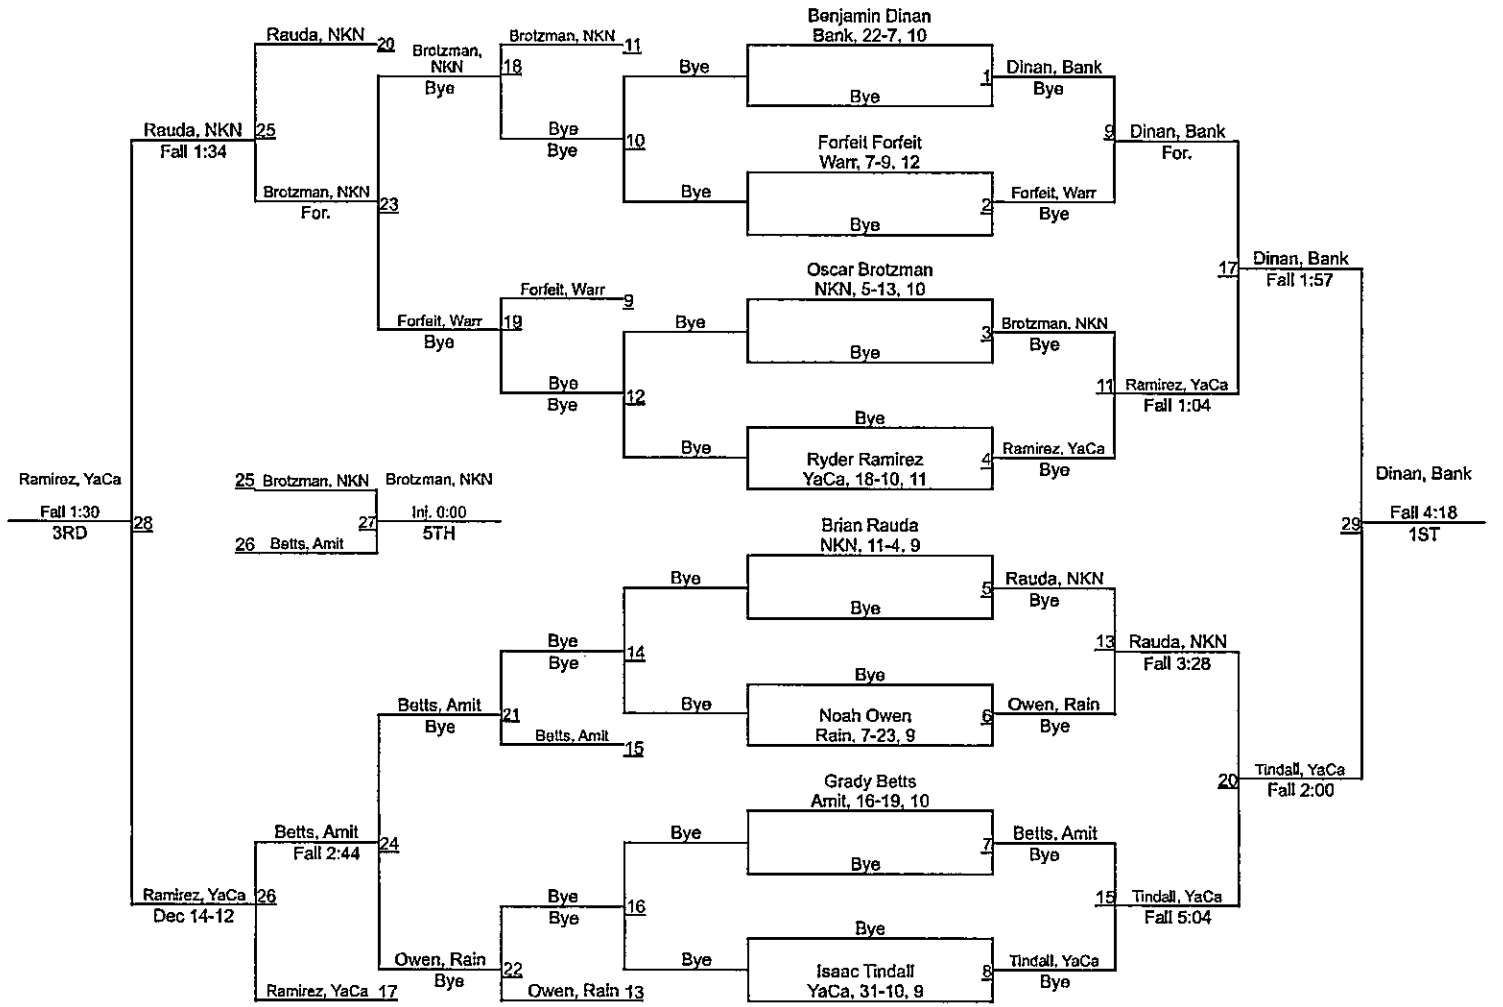 Benjamin Dinan
Bank, 22-7, 10
Rauda, NKN 20
Brotzman, NKN 11
Brotzman,
NKN
18
Bye
Bye
1
Dinan, Bank
Bye
Bye
Rauda, NKN
25
Fall 1:34
Bye
Bye
10
Forfeit Forfeit
Warr, 7-9, 12
9
Dinan, Bank
For.
Brotzman, NKN
For.
23
Bye
2
Forfeit, Warr
Bye
Bye
Oscar Brotzman
NKN, 5-13, 10
17
Dinan, Bank
Fall 1:57
Forfeit, Warr
9
Forfeit, Warr
Bye
19
Bye
3
Brotzman, NKN
Bye
Bye
Bye
Bye
12
11
Ramirez, YaCa
Fall 1:04
Bye
Bye
Ryder Ramirez
YaCa, 18-10, 11
4
Ramirez, YaCa
Bye
Ramirez, YaCa
Fall 1:30
3RD
28
25 Brotzman, NKN
Brotzman, NKN
27
Inj. 0:00
5TH
26 Betts, Amit
Dinan, Bank
29
Fall 4:18
1ST
Brian Rauda
NKN, 11-4, 9
Bye
5
Rauda, NKN
Bye
Bye
Bye
Bye
14
13
Rauda, NKN
Fall 3:28
Bye
Bye
Noah Owen
Rain, 7-23, 9
6
Owen, Rain
Bye
Betts, Amit
Bye
21
Betts, Amit
15
Grady Betts
Amit, 16-19, 10
20
Tindall, YaCa
Fall 2:00
Betts, Amit
Fall 2:44
24
Bye
7
Betts, Amit
Bye
Bye
Ramirez, YaCa
Dec 14-12
26
Bye
Bye
16
15
Tindall, YaCa
Fall 5:04
Bye
Owen, Rain
Bye
22
Bye
Isaac Tindall
YaCa, 31-10, 9
8
Tindall, YaCa
Bye
Ramirez, YaCa 17
Owen, Rain 13